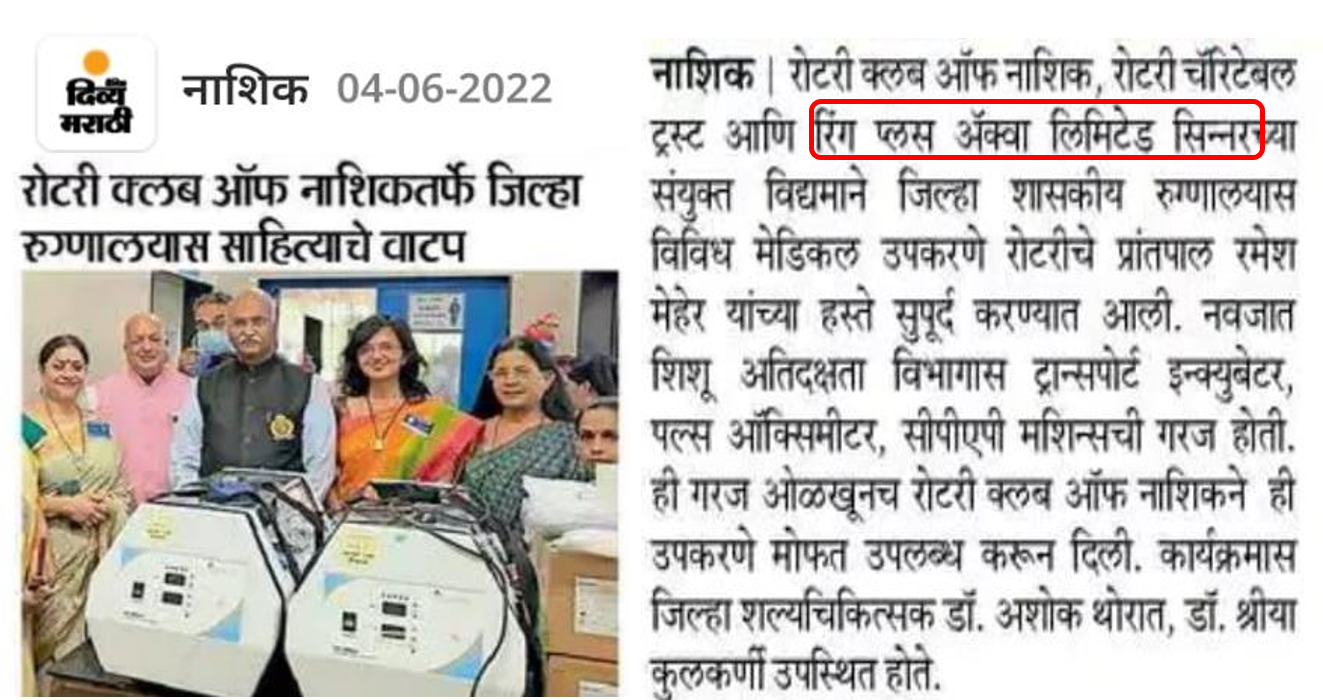 दिव्य
मराठी
नाशिक 04-06-2022
रोटरी क्लब ऑफ नाशिकतर्फे जिल्हा
रुग्णालयास साहित्याचे वाटप
नाशिक | रोटरी क्लब ऑफ नाशिक, रोटरी चॅरिटेबल
ट्रस्ट आणि रिंग प्लस ॲक्वा लिमिटेड सिन्नरच्या
संयुक्त विद्यमाने जिल्हा शासकीय रुग्णालयास
विविध मेडिकल उपकरणे रोटरीचे प्रांतपाल रमेश
मेहेर यांच्या हस्ते सुपूर्द करण्यात आली. नवजात
शिशू अतिदक्षता विभागास ट्रान्सपोर्ट इन्क्युबेटर,
पल्स ऑक्सिमीटर, सीपीएपी मशिन्सची गरज होती.
ही गरज ओळखूनच रोटरी क्लब ऑफ नाशिकने ही
उपकरणे मोफत उपलब्ध करून दिली. कार्यक्रमास
जिल्हा शल्यचिकित्सक डॉ. अशोक थोरात, डॉ. श्रीया
कुलकर्णी उपस्थित होते.